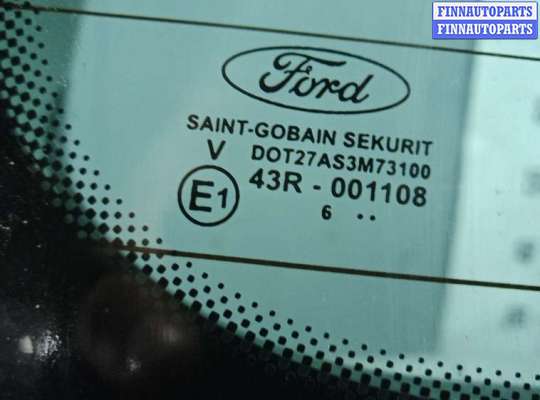 FINNAUTOPARTS
FINNAUTOPARTS
Ford
SAINT-GOBAIN SEKURIT
V DOT27AS3M73100
E1 43R - 001108
6 ..